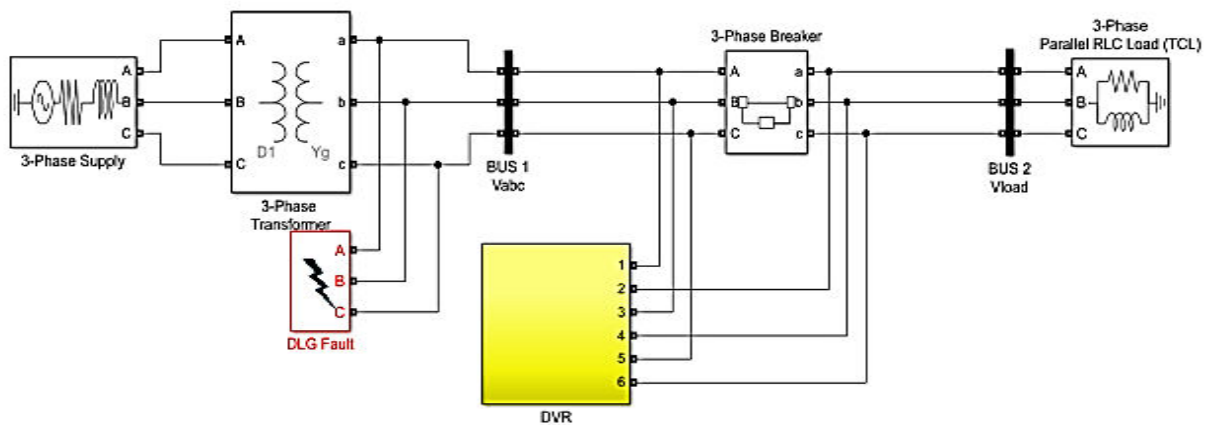 3-Phase Supply
A
B
C
A
B
C
D1
Yg
a
b
c
3-Phase
Transformer
A
B
C
DLG Fault
BUS 1
Vabc
3-Phase Breaker
A
B
C
a
b
c
DVR
1
2
3
4
5
6
BUS 2
Vload
3-Phase
Parallel RLC Load (TCL)
A
B
C